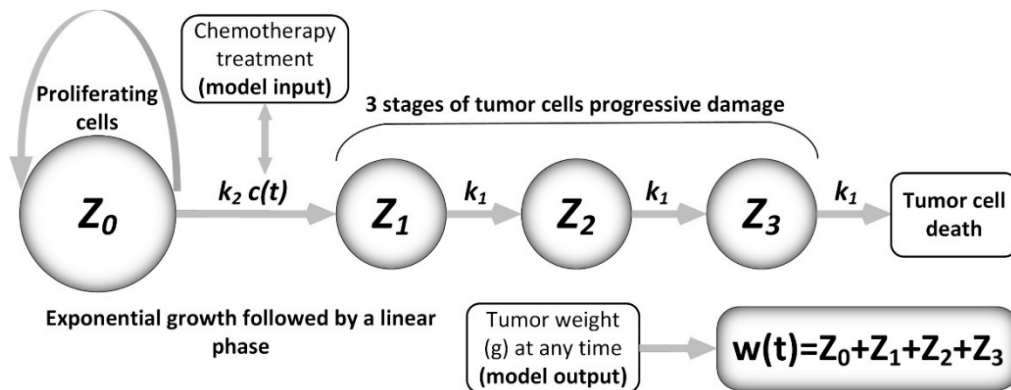 Chemotherapy
treatment
(model input)
Proliferating
cells
3 stages of tumor cells progressive damage
Z₀
k₂ c(t)
Z₁
k₁
Z₂
k₁
Z₃
k₁
Tumor cell
death
Exponential growth followed by a linear
phase
Tumor weight
(g) at any time
(model output)
w(t)=Z₀+Z₁+Z₂+Z₃